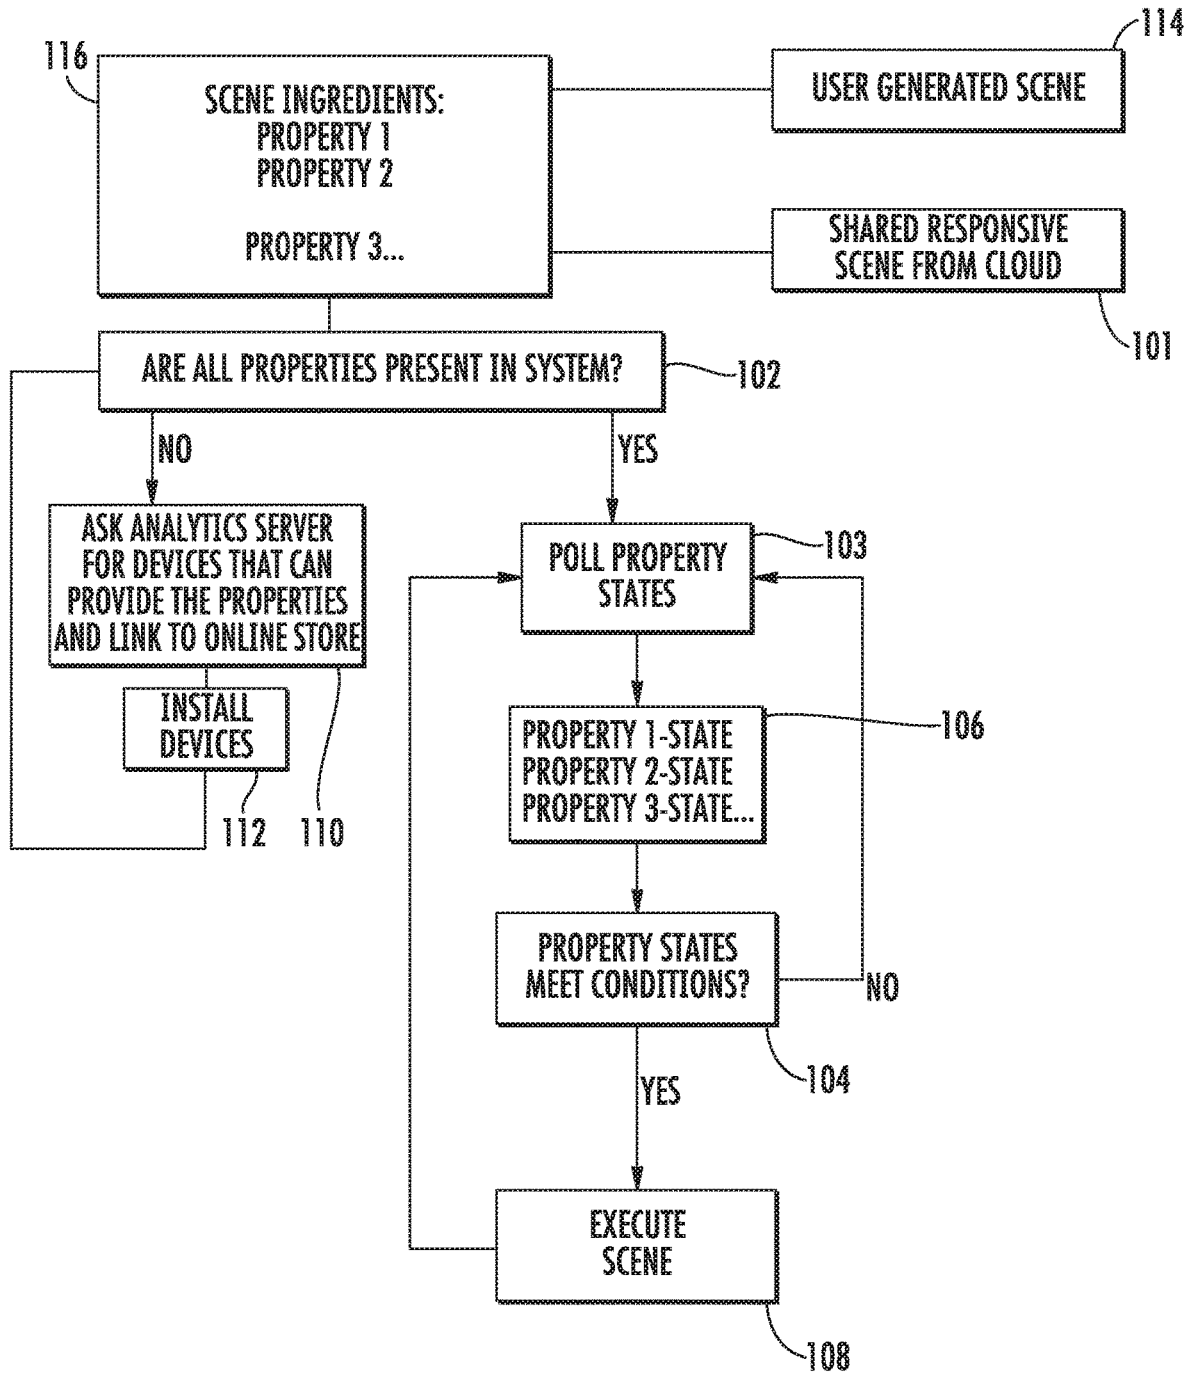 114
116
SCENE INGREDIENTS:
PROPERTY 1
PROPERTY 2
PROPERTY 3...
USER GENERATED SCENE
SHARED RESPONSIVE
SCENE FROM CLOUD
101
ARE ALL PROPERTIES PRESENT IN SYSTEM?
102
NO
YES
ASK ANALYTICS SERVER
FOR DEVICES THAT CAN
PROVIDE THE PROPERTIES
AND LINK TO ONLINE STORE
POLL PROPERTY
STATES
103
INSTALL
DEVICES
112
110
PROPERTY 1-STATE
PROPERTY 2-STATE
PROPERTY 3-STATE...
106
PROPERTY STATES
MEET CONDITIONS?
NO
104
YES
EXECUTE
SCENE
108